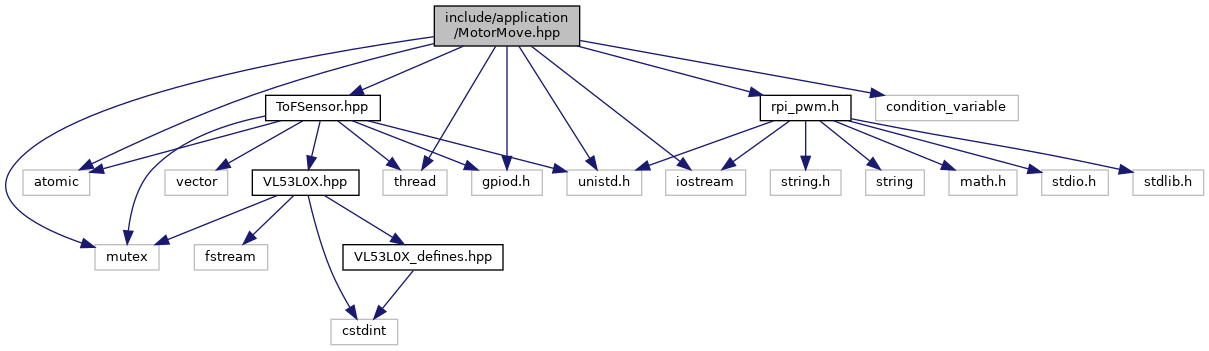 include/application
/MotorMove.hpp
ToFSensor.hpp
rpi_pwm.h
condition_variable
atomic
vector
VL53L0X.hpp
thread
gpiod.h
unistd.h
iostream
string.h
string
math.h
stdio.h
stdlib.h
mutex
fstream
VL53L0X_defines.hpp
cstdint